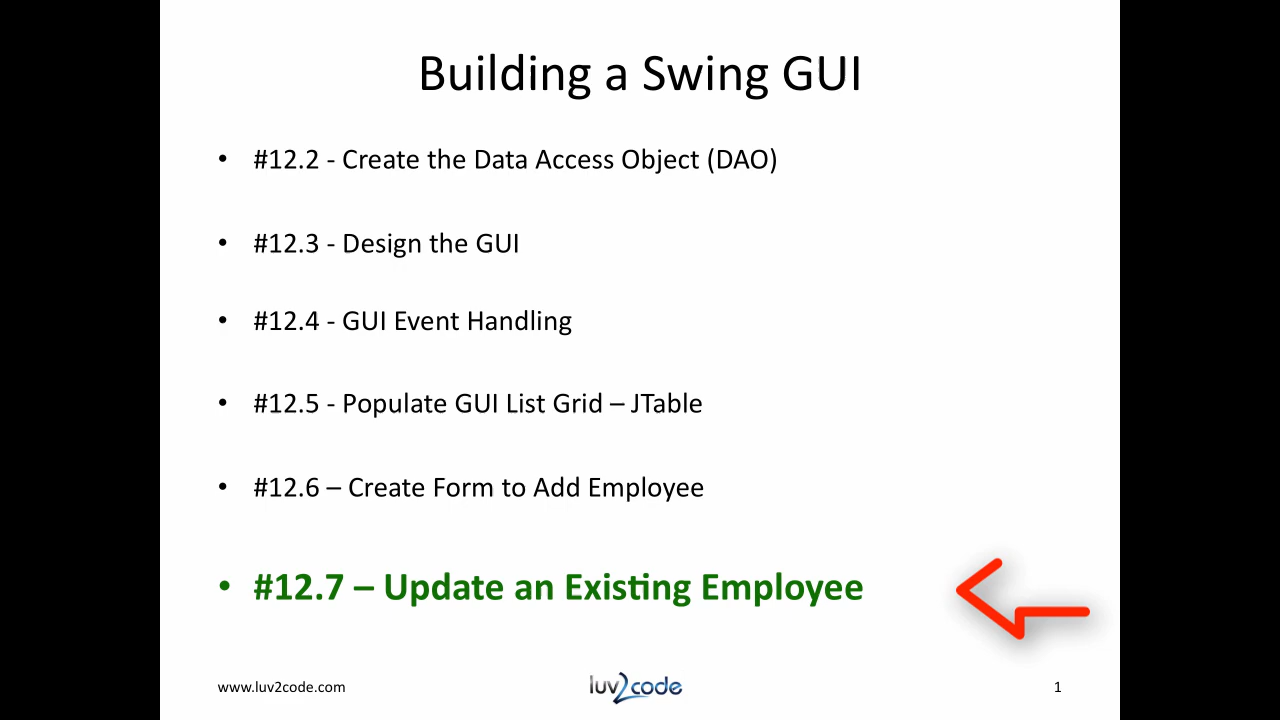 Building a Swing GUI
• #12.2 - Create the Data Access Object (DAO)
• #12.3 - Design the GUI
• #12.4 - GUI Event Handling
• #12.5 - Populate GUI List Grid – JTable
• #12.6 – Create Form to Add Employee
• #12.7 – Update an Existing Employee
www.luv2code.com
luv2code
1